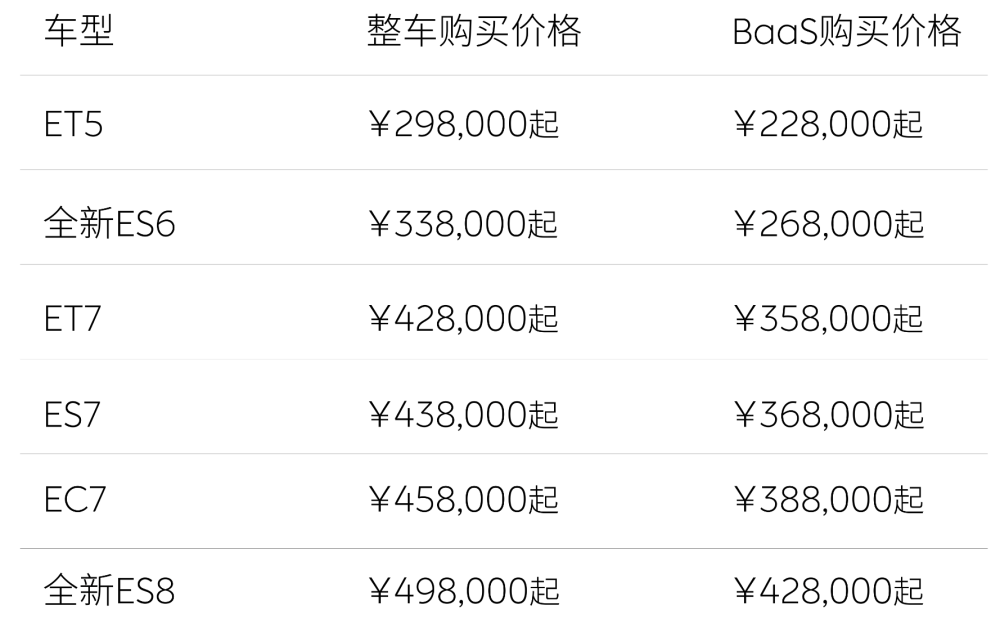 车型 整车购买价格 BaaS购买价格
ET5 ¥298,000起 ¥228,000起
全新ES6 ¥338,000起 ¥268,000起
ET7 ¥428,000起 ¥358,000起
ES7 ¥438,000起 ¥368,000起
EC7 ¥458,000起 ¥388,000起
全新ES8 ¥498,000起 ¥428,000起